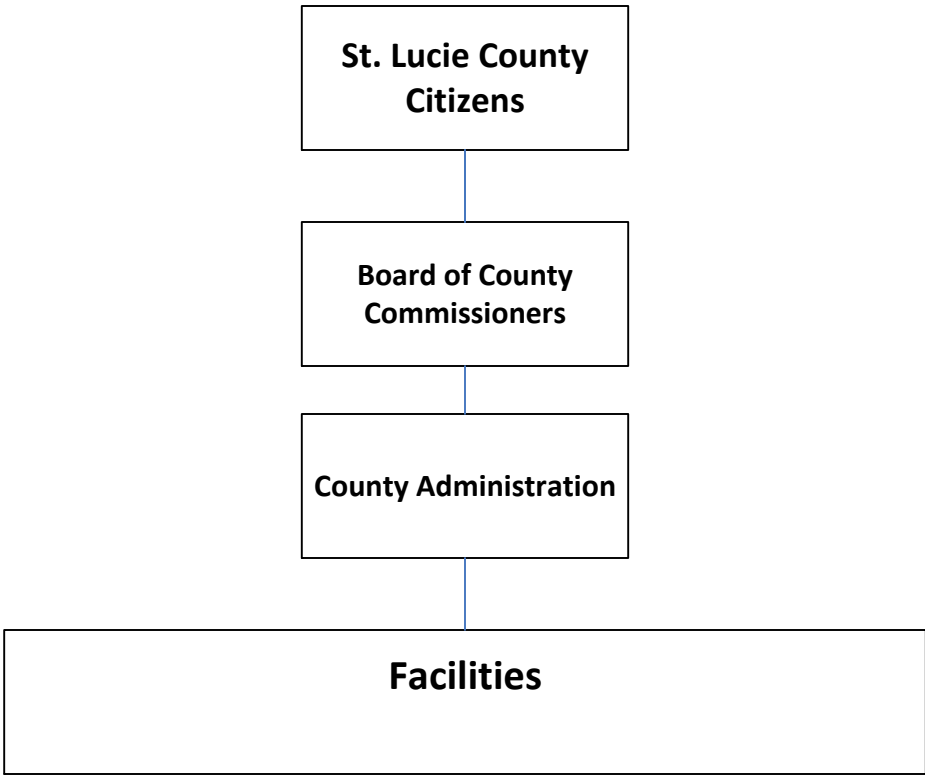 St. Lucie County
Citizens
Board of County
Commissioners
County Administration
Facilities